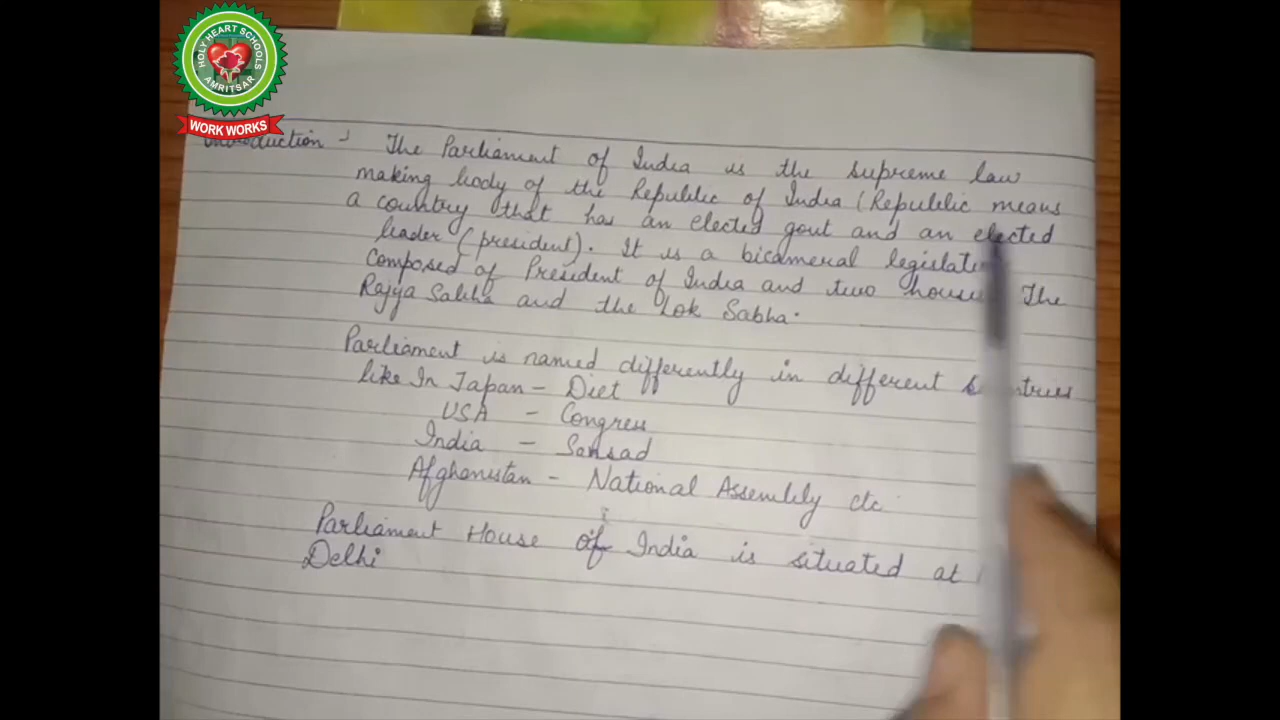 HOLY HEART SCHOOLS
AMRITSAR
WORK WORKS
Introduction The Parliament of India is the supreme law
making body of the Republic of India (Republic means
a country that has an elected govt and an elected
leader (president). It is a bicameral
composed of President of India and two The
Rajya Sabha and the Lok Sabha.
Parliament is named differently in different
like In Japan - Diet
USA - Congress
India - Sansad
Afghanistan - National Assembly etc
Parliament House of India is situated at
Delhi